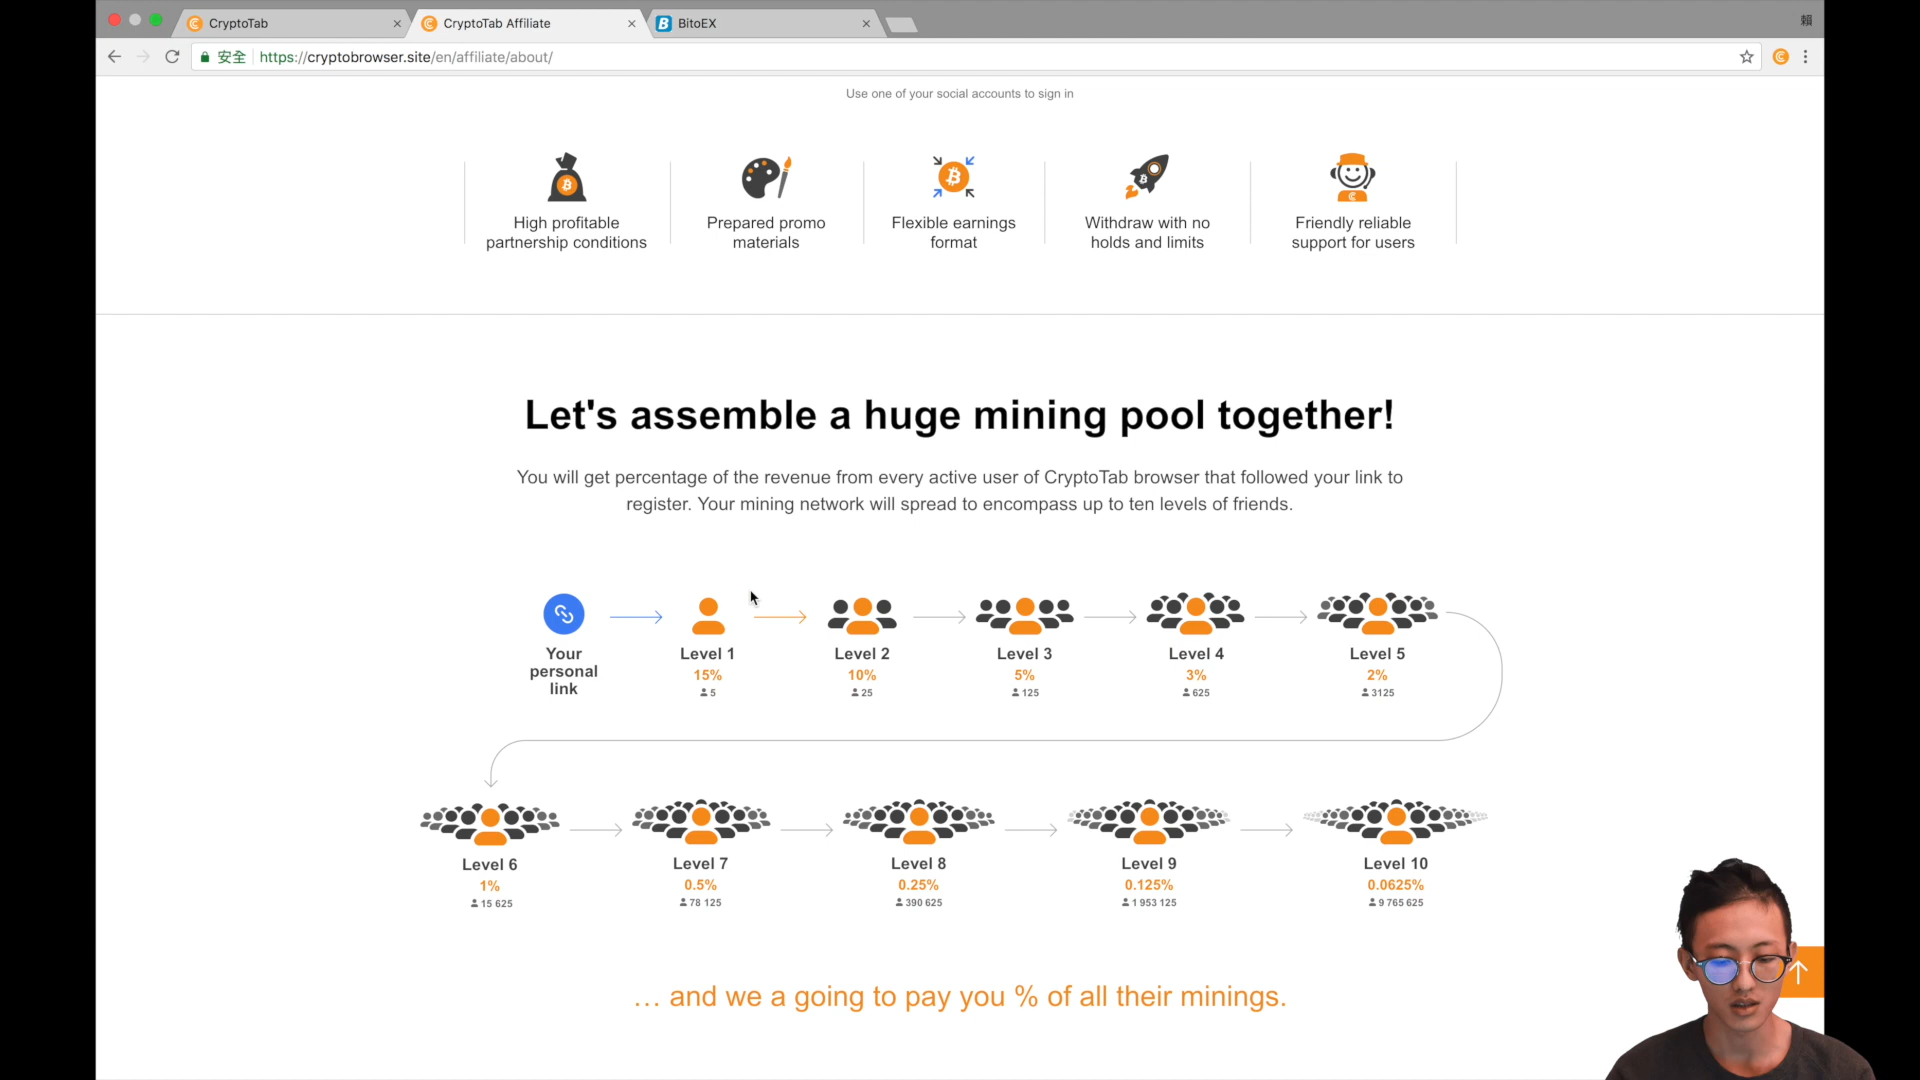 CryptoTab
CryptoTab Affiliate
BitoEX
賴
安全
https://cryptobrowser.site/en/affiliate/about/
Use one of your social accounts to sign in
High profitable
partnership conditions
Prepared promo
materials
Flexible earnings
format
Withdraw with no
holds and limits
Friendly reliable
support for users
Let's assemble a huge mining pool together!
You will get percentage of the revenue from every active user of CryptoTab browser that followed your link to
register. Your mining network will spread to encompass up to ten levels of friends.
Your
personal
link
Level 1
15%
5
Level 2
10%
25
Level 3
5%
125
Level 4
3%
625
Level 5
2%
3125
Level 6
1%
15 625
Level 7
0.5%
78 125
Level 8
0.25%
390 625
Level 9
0.125%
1 953 125
Level 10
0.0625%
9 765 625
... and we a going to pay you % of all their minings.